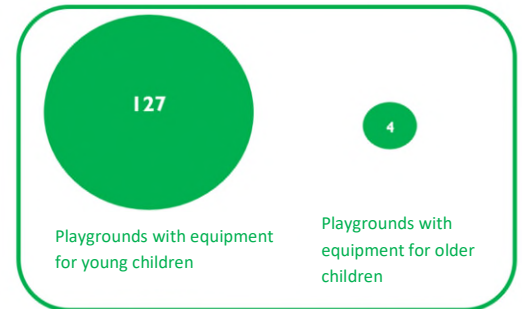 127
4
Playgrounds with equipment
for young children
Playgrounds with
equipment for older
children